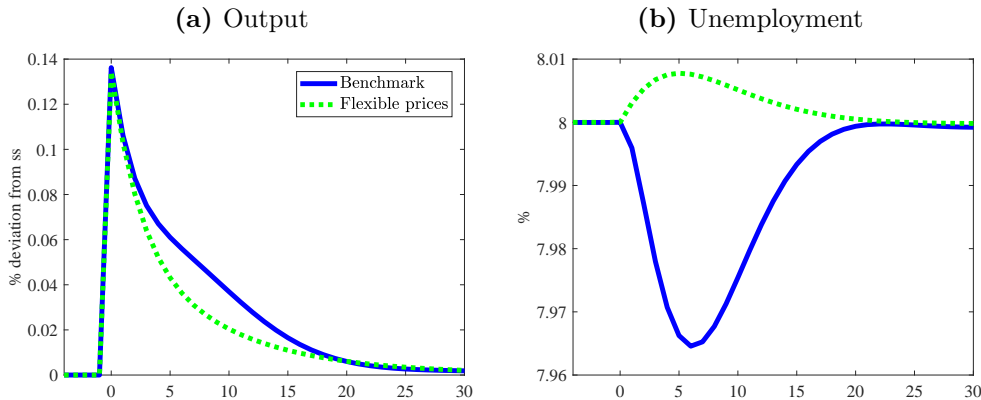 (a) Output
0.14
0.12
0.1
0.08
0.06
0.04
0.02
0
% deviation from ss
Benchmark
Flexible prices
0 5 10 15 20 25 30
(b) Unemployment
8.01
8
7.99
7.98
7.97
7.96
%
0 5 10 15 20 25 30